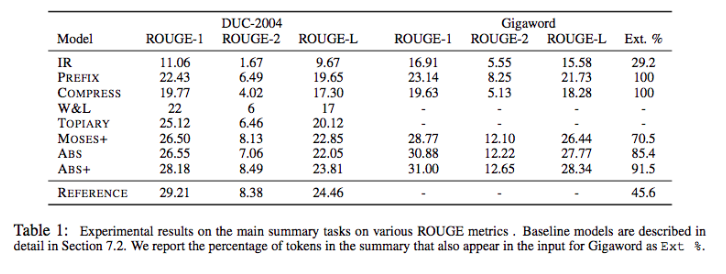 DUC-2004 Gigaword
Model ROUGE-1 ROUGE-2 ROUGE-L ROUGE-1 ROUGE-2 ROUGE-L Ext. %
IR 11.06 1.67 9.67 16.91 5.55 15.58 29.2
PREFIX 22.43 6.49 19.65 23.14 8.25 21.73 100
COMPRESS 19.77 4.02 17.30 19.63 5.13 18.28 100
W&L 22 6 17 - - - -
TOPIARY 25.12 6.46 20.12 - - - -
MOSES+ 26.50 8.13 22.85 28.77 12.10 26.44 70.5
ABS 26.55 7.06 22.05 30.88 12.22 27.77 85.4
ABS+ 28.18 8.49 23.81 31.00 12.65 28.34 91.5
REFERENCE 29.21 8.38 24.46 - - - 45.6
Table 1: Experimental results on the main summary tasks on various ROUGE metrics . Baseline models are described in
detail in Section 7.2. We report the percentage of tokens in the summary that also appear in the input for Gigaword as Ext %.